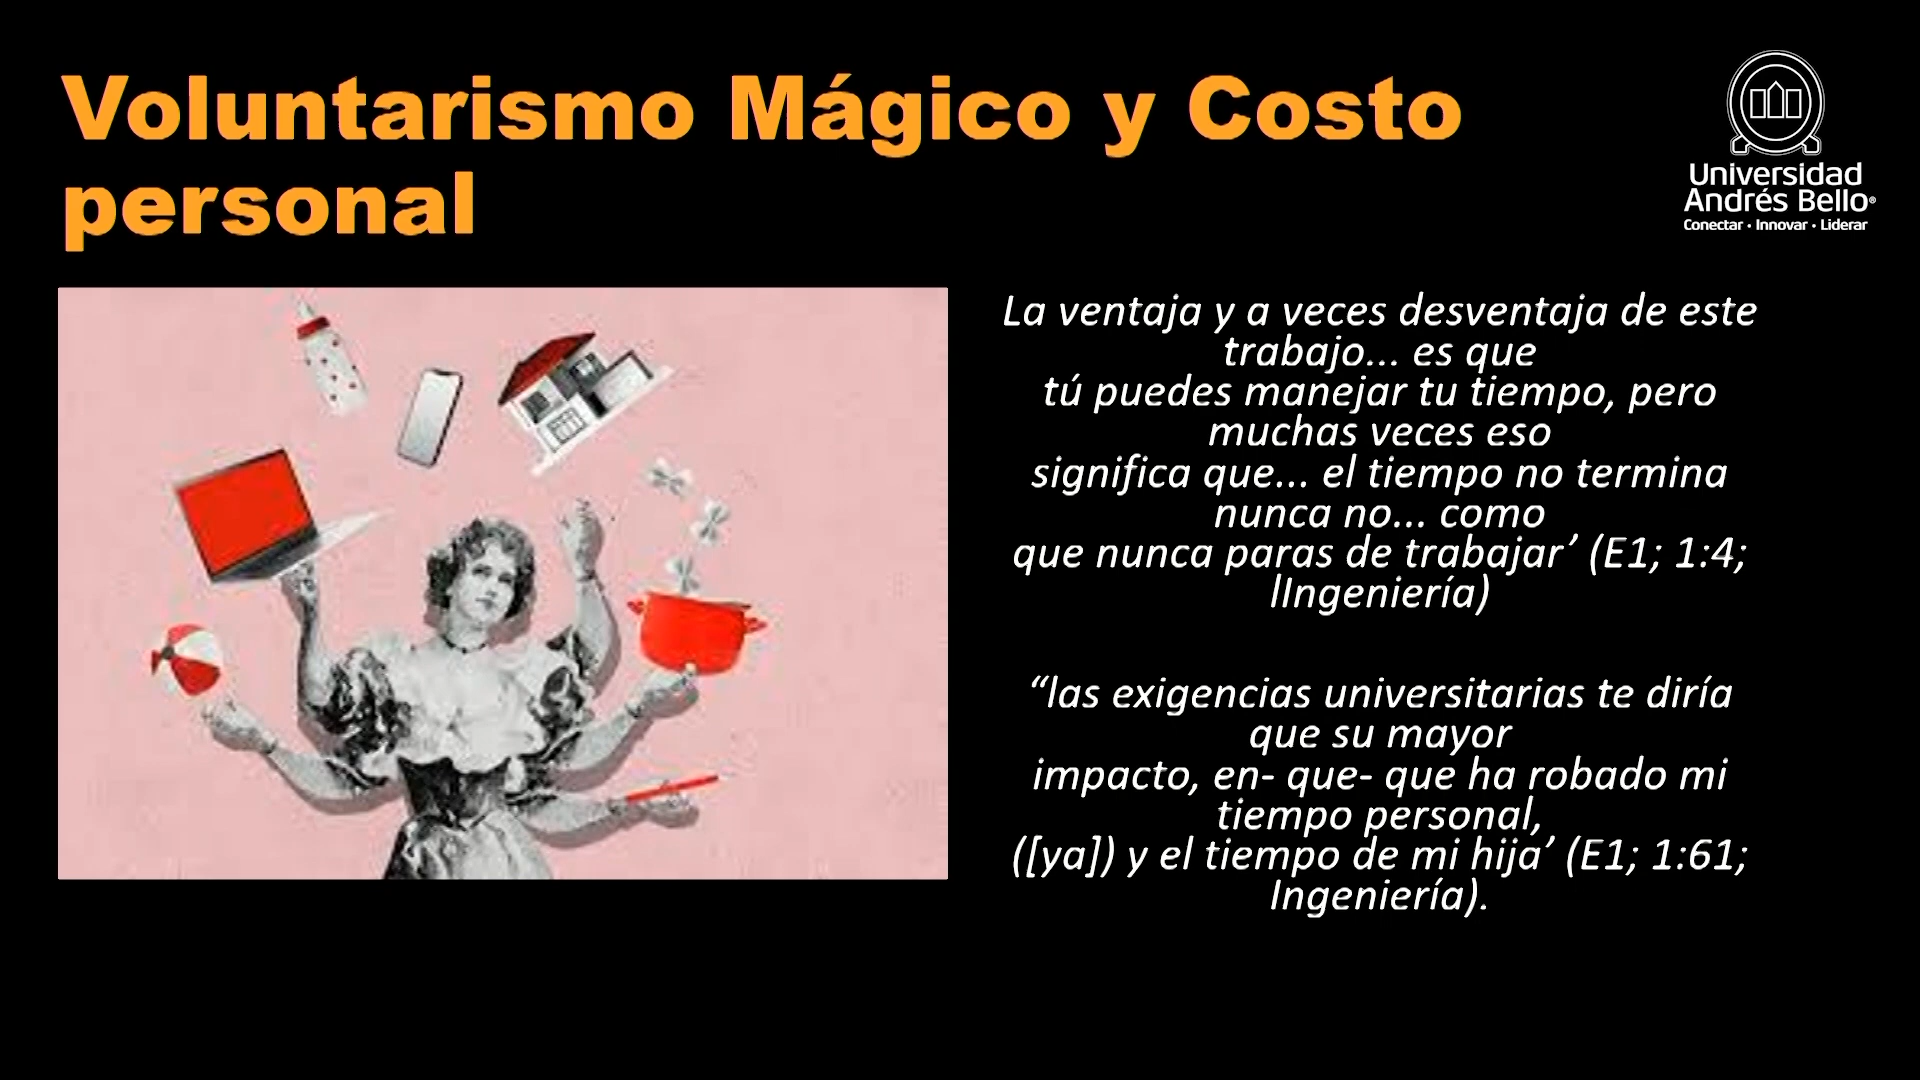 Voluntarismo Mágico y Costo
personal
Universidad
Andrés Bello®
Conectar • Innovar • Liderar
La ventaja y a veces desventaja de este
trabajo... es que
tú puedes manejar tu tiempo, pero
muchas veces eso
significa que... el tiempo no termina
nunca no... como
que nunca paras de trabajar’ (E1; 1:4;
lIngeniería)
“las exigencias universitarias te diría
que su mayor
impacto, en- que- que ha robado mi
tiempo personal,
([ya]) y el tiempo de mi hija’ (E1; 1:61;
Ingeniería).